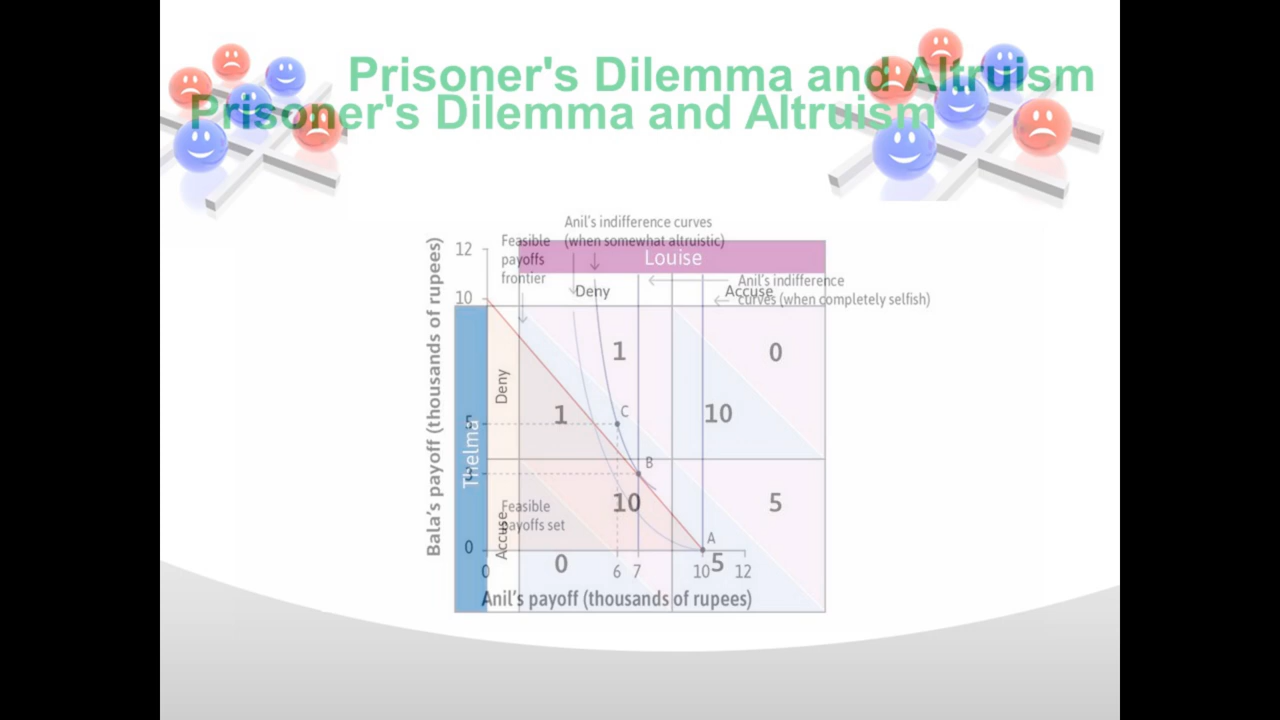 Prisoner's Dilemma and Altruism
Prisoner's Dilemma and Altruism
Anil's indifference curves
(when somewhat altruistic)
Feasible
payoffs
frontier
Louise
Anil's indifference
curves (when completely selfish)
Deny
Accuse
Bala's payoff (thousands of rupees)
12
10
5
3
0
Thelma
Deny
Accuse
1
0
1
10
C
B
10
5
Feasible
payoffs set
A
0
5
0
6 7
10
12
Anil's payoff (thousands of rupees)